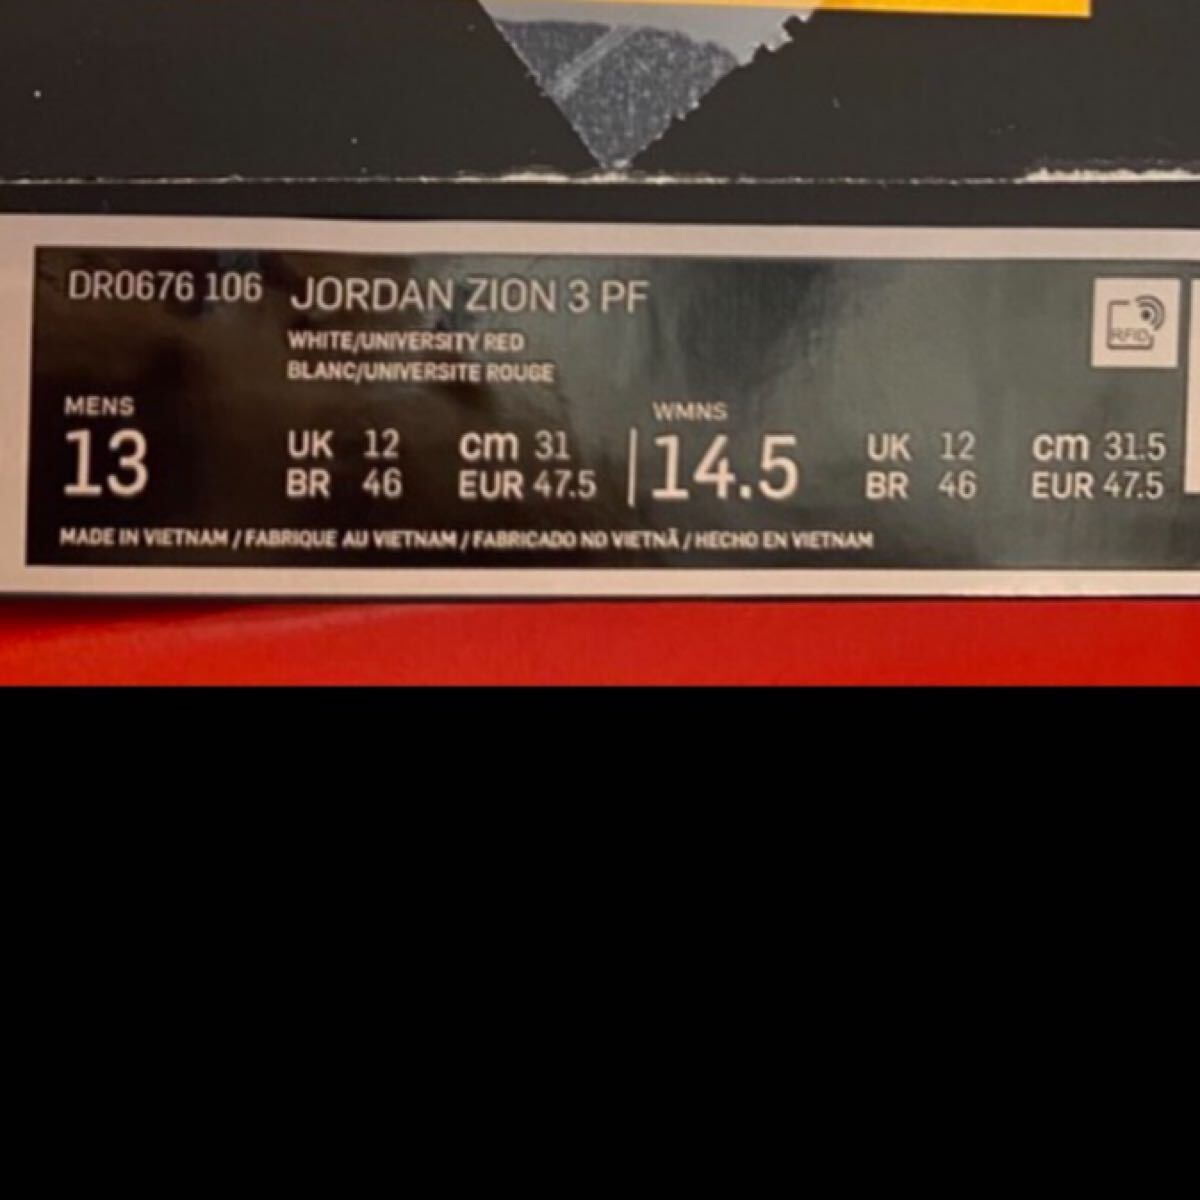 DR0676 106 JORDAN ZION 3 PF
WHITE/UNIVERSITY RED
BLANC/UNIVERSITE ROUGE
RFID
MENS WMNS
13 UK 12 cm 31 14.5 UK 12 cm 31.5
BR 46 EUR 47.5 BR 46 EUR 47.5
MADE IN VIETNAM / FABRIQUE AU VIETNAM / FABRICADO NO VIETNÃ / HECHO EN VIETNAM